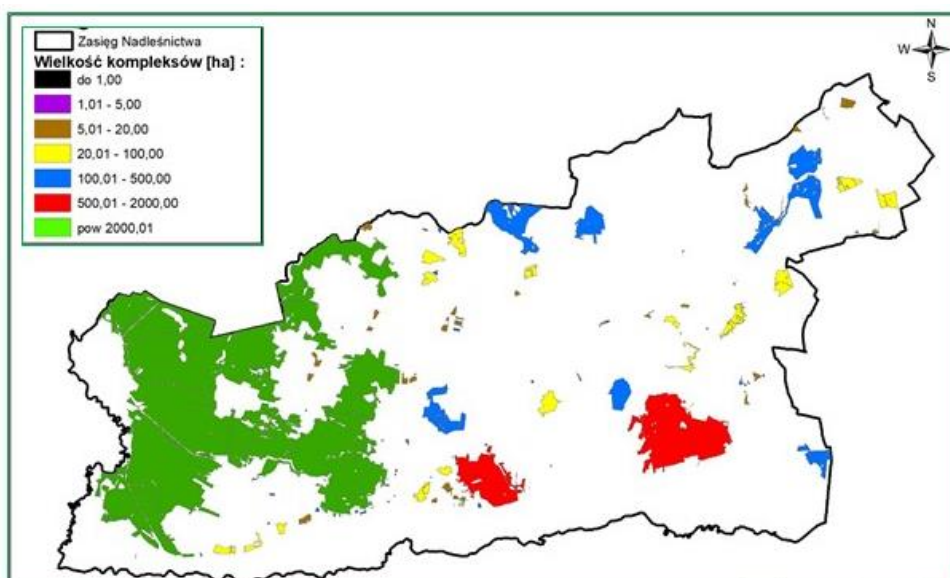 Zasięg Nadleśnictwa
Wielkość kompleksów [ha] :
do 1,00
1,01 - 5,00
5,01 - 20,00
20,01 - 100,00
100,01 - 500,00
500,01 - 2000,00
pow 2000,01
N
W E
S